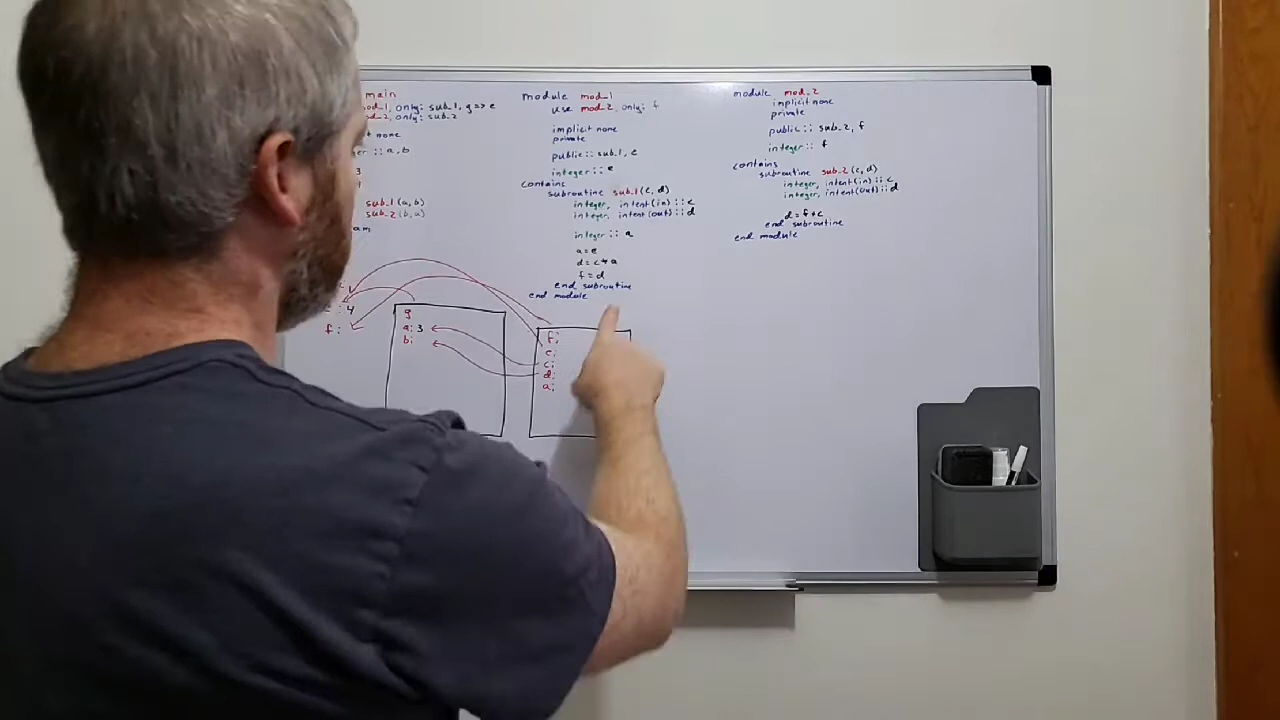 main
od_1, only: sub_1, g => e
d_2, only: sub_2
t none
ger :: a, b
3
sub_1 (a, b)
sub_2 (b, a)
am
: 4
f :
g
a: 3
b:
module mod_1
use mod_2, only: f
implicit none
private
public :: sub_1, e
integer :: e
contains
subroutine sub_1 (c, d)
integer, intent(in) :: c
integer, intent(out) :: d
integer :: a
a = e
d = c * a
f = d
end subroutine
end module
f:
e:
c:
d:
a:
module mod_2
implicit none
private
public :: sub_2, f
integer :: f
contains
subroutine sub_2 (c, d)
integer, intent(in) :: c
integer, intent(out) :: d
d = f + c
end subroutine
end module